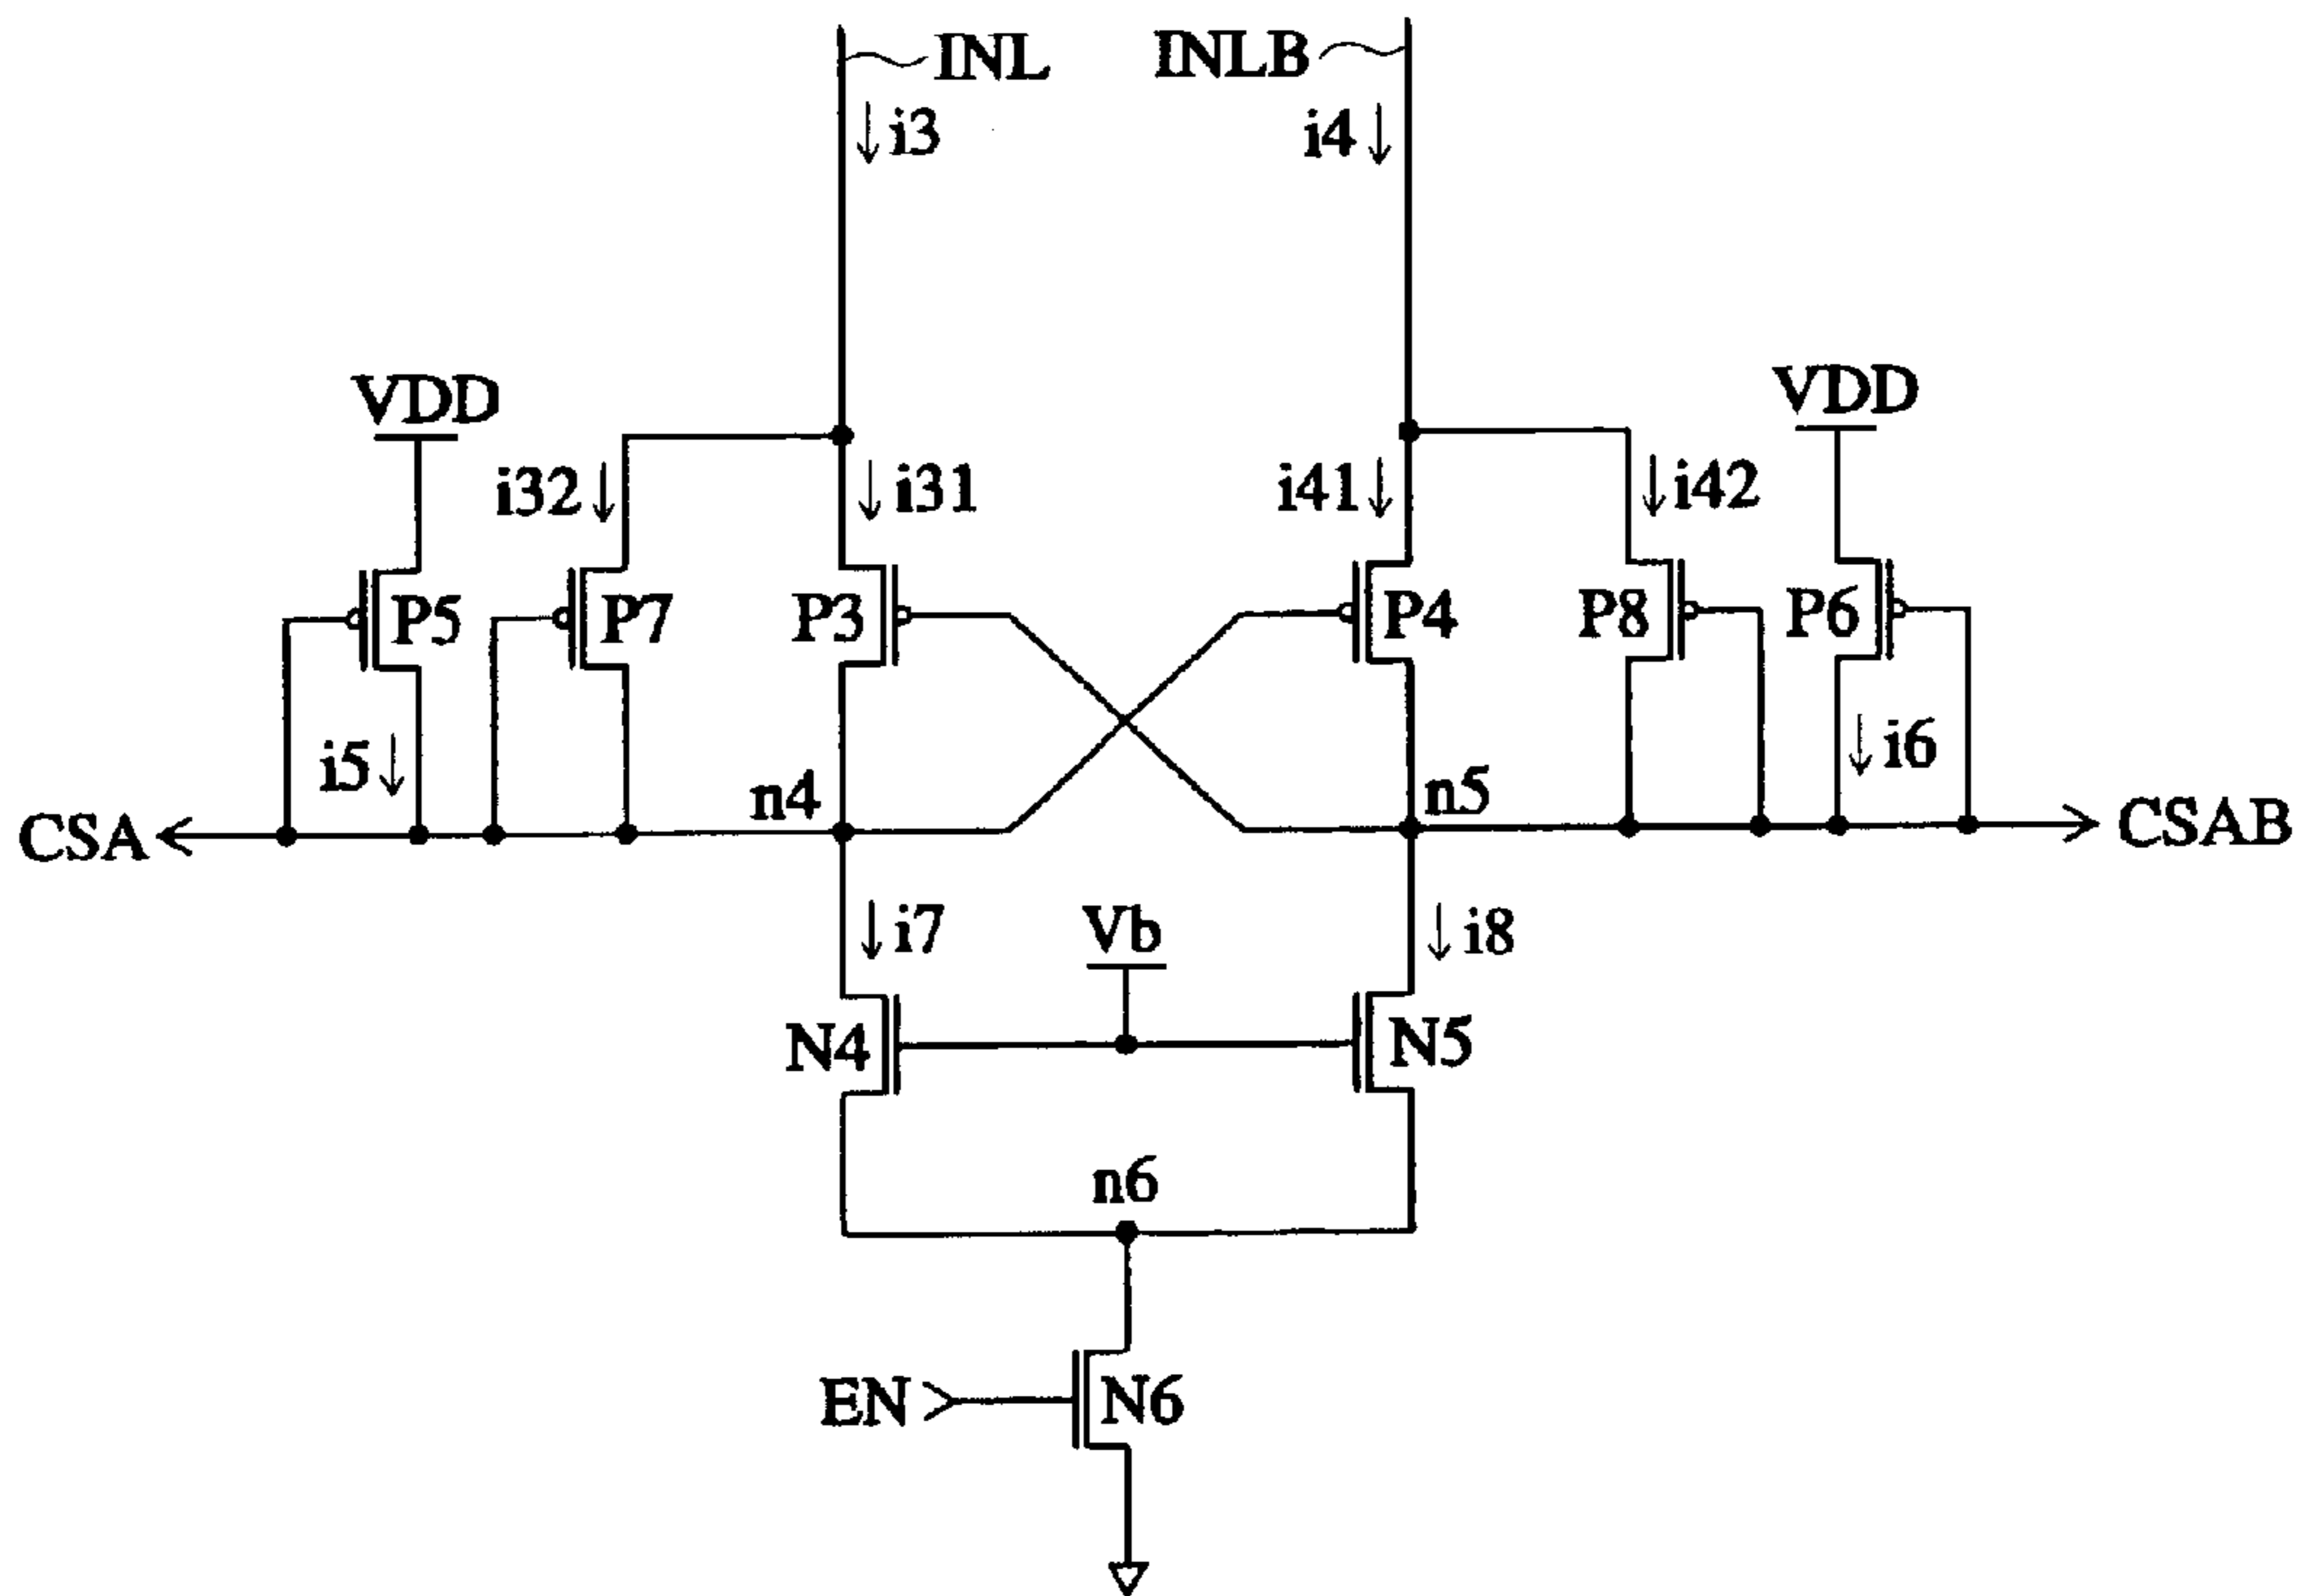 INL INLB
i3 i4
VDD VDD
i32 i31 i41 i42
P5 P7 P3 P4 P8 P6
i5 n4 n5 i6
CSA CSAB
i7 Vb i8
N4 N5
n6
EN N6